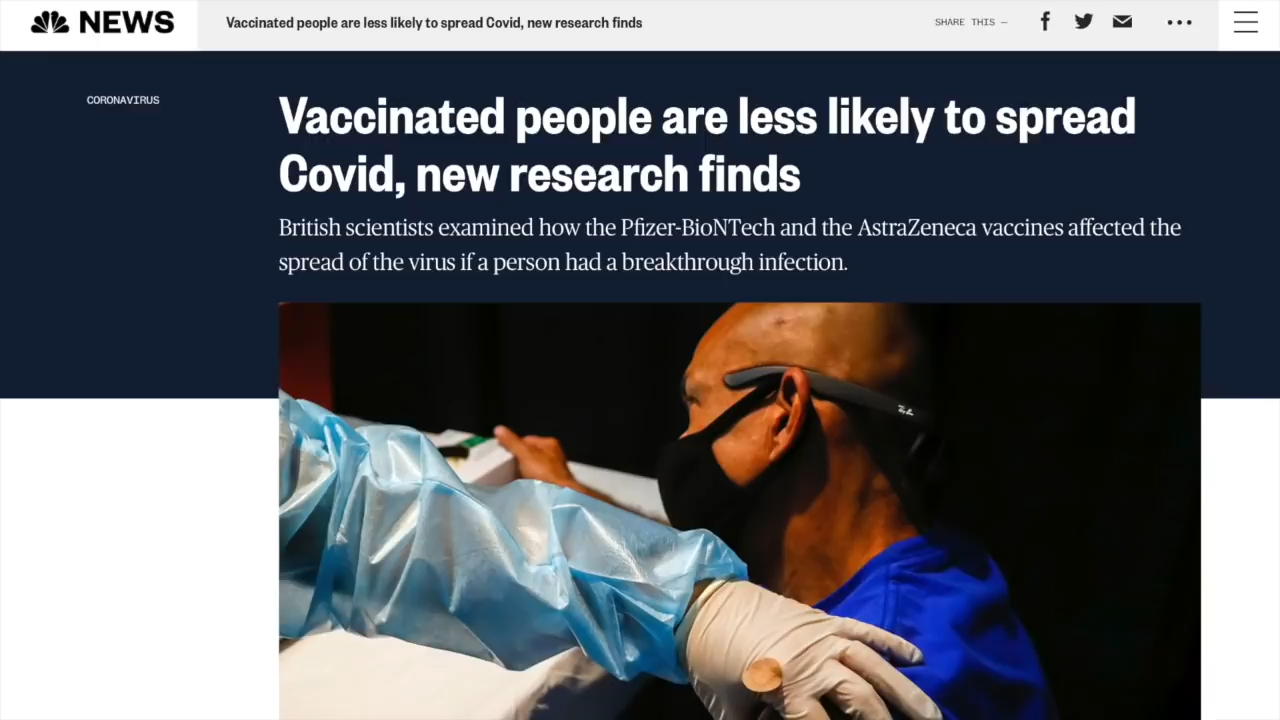 NEWS
Vaccinated people are less likely to spread Covid, new research finds
SHARE THIS —
CORONAVIRUS
Vaccinated people are less likely to spread
Covid, new research finds
British scientists examined how the Pfizer-BioNTech and the AstraZeneca vaccines affected the
spread of the virus if a person had a breakthrough infection.
Ray-Ban